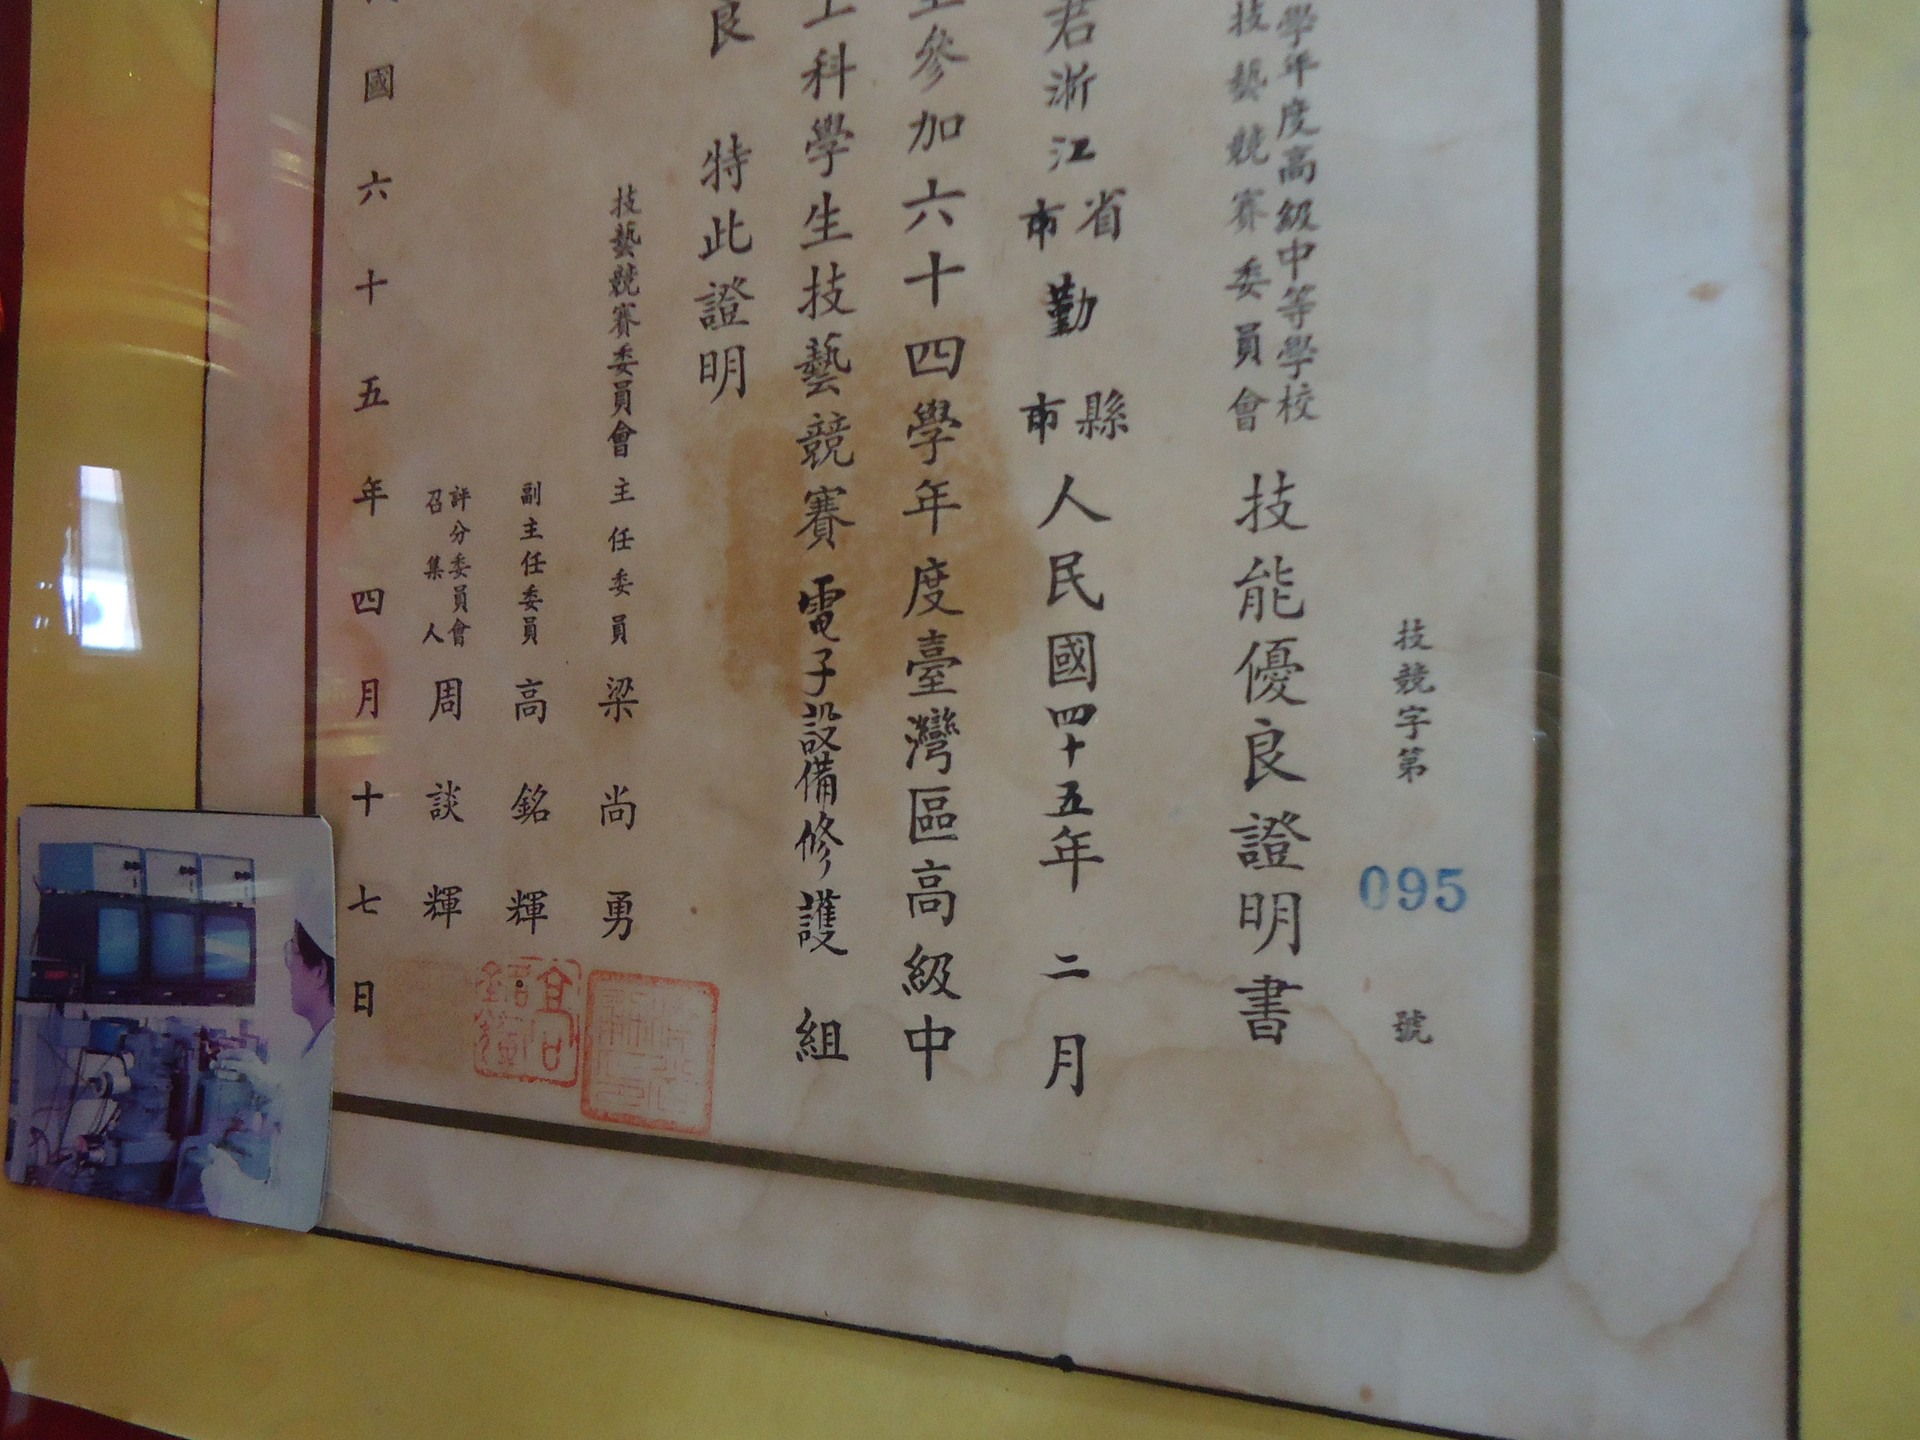 技競字第 095 號
學年度高級中等學校
技藝競賽委員會
技能優良證明書
君浙江省市勤縣市人民國四十五年二月
參加六十四學年度臺灣區高級中
工科學生技藝競賽電子設備修護組
良 特此證明
技藝競賽委員會主任委員 梁尚勇
副主任委員 高銘輝
評分委員會召集人 周談輝
國六十五年四月十七日